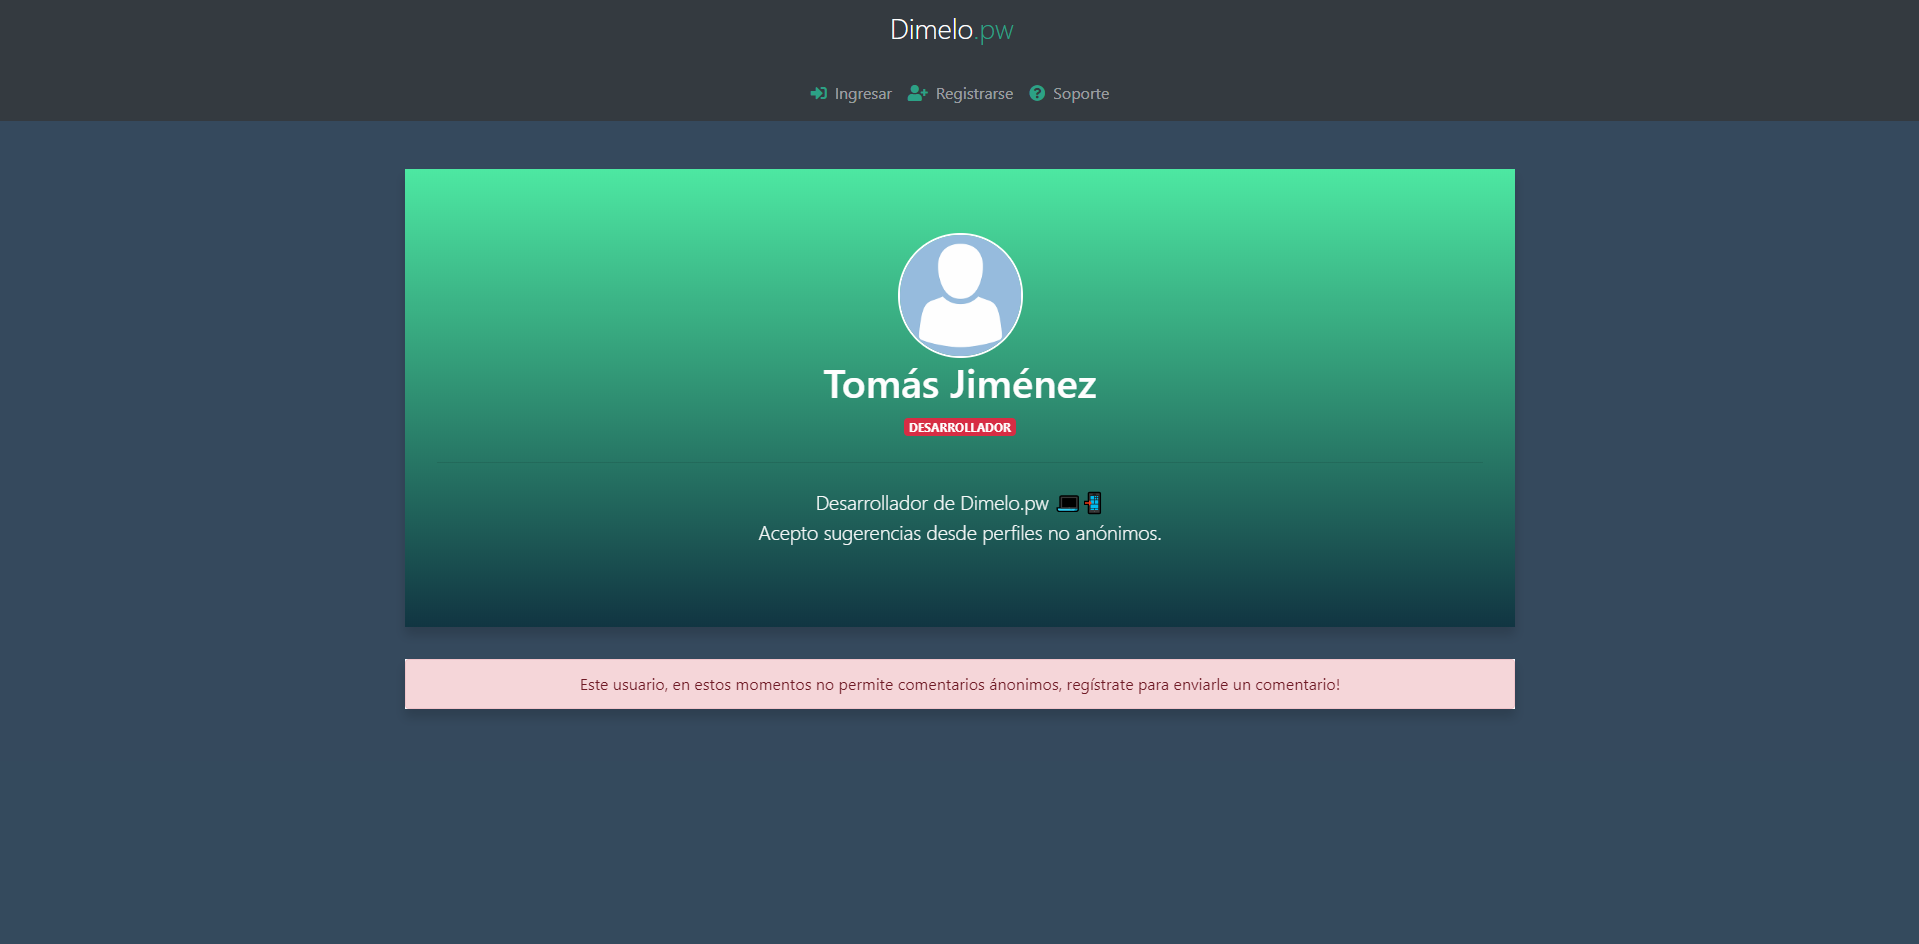 Dimelo.pw
Ingresar Registrarse Soporte
Tomás Jiménez
DESARROLLADOR
Desarrollador de Dimelo.pw 💻📲
Acepto sugerencias desde perfiles no anónimos.
Este usuario, en estos momentos no permite comentarios ánonimos, regístrate para enviarle un comentario!